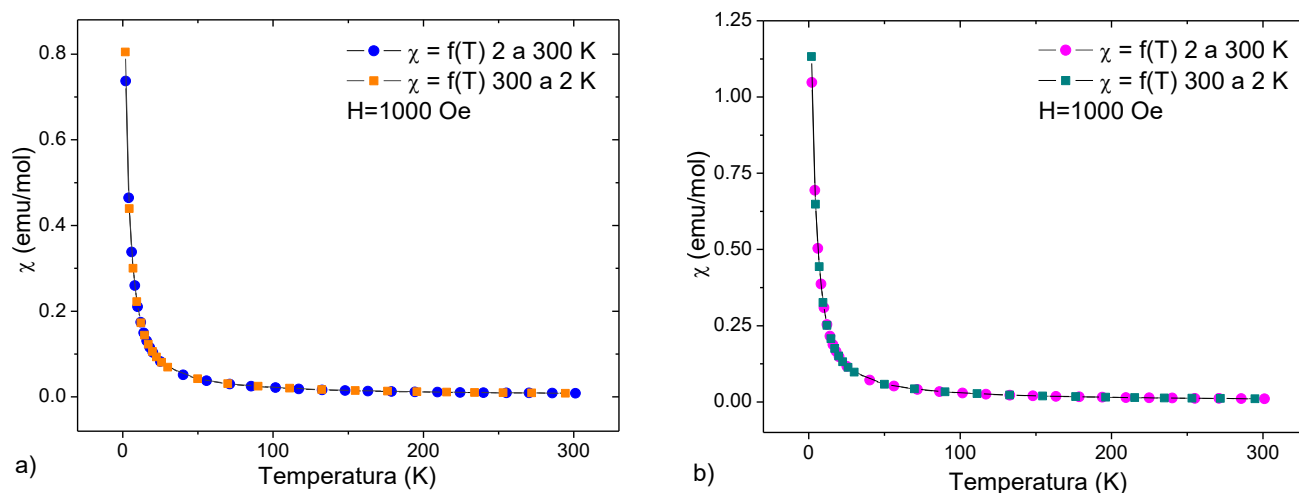 χ = f(T) 2 a 300 K
χ = f(T) 300 a 2 K
H=1000 Oe
χ (emu/mol)
0.8
0.6
0.4
0.2
0.0
0
100
200
300
Temperatura (K)
a)
χ = f(T) 2 a 300 K
χ = f(T) 300 a 2 K
H=1000 Oe
χ (emu/mol)
1.25
1.00
0.75
0.50
0.25
0.00
0
100
200
300
Temperatura (K)
b)